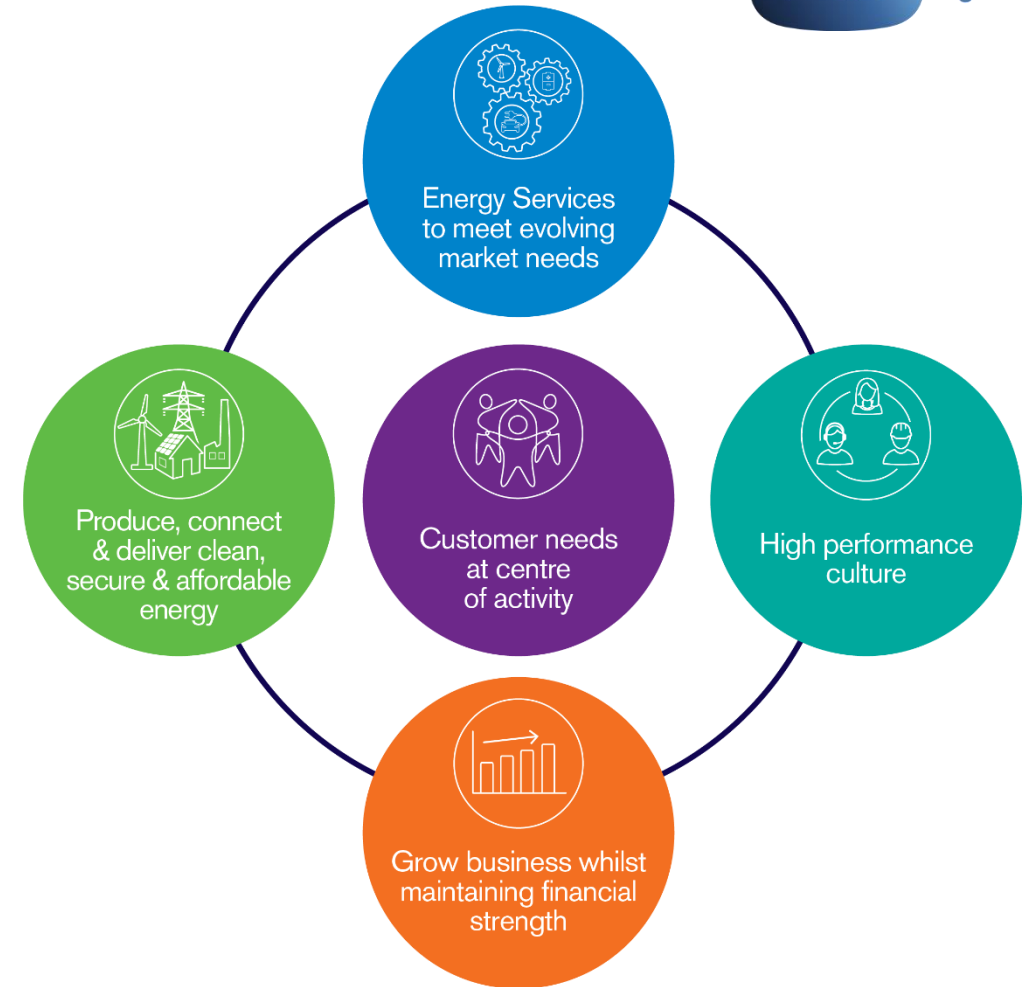 Energy Services
to meet evolving
market needs
Produce, connect
& deliver clean,
secure & affordable
energy
Customer needs
at centre
of activity
High performance
culture
Grow business whilst
maintaining financial
strength